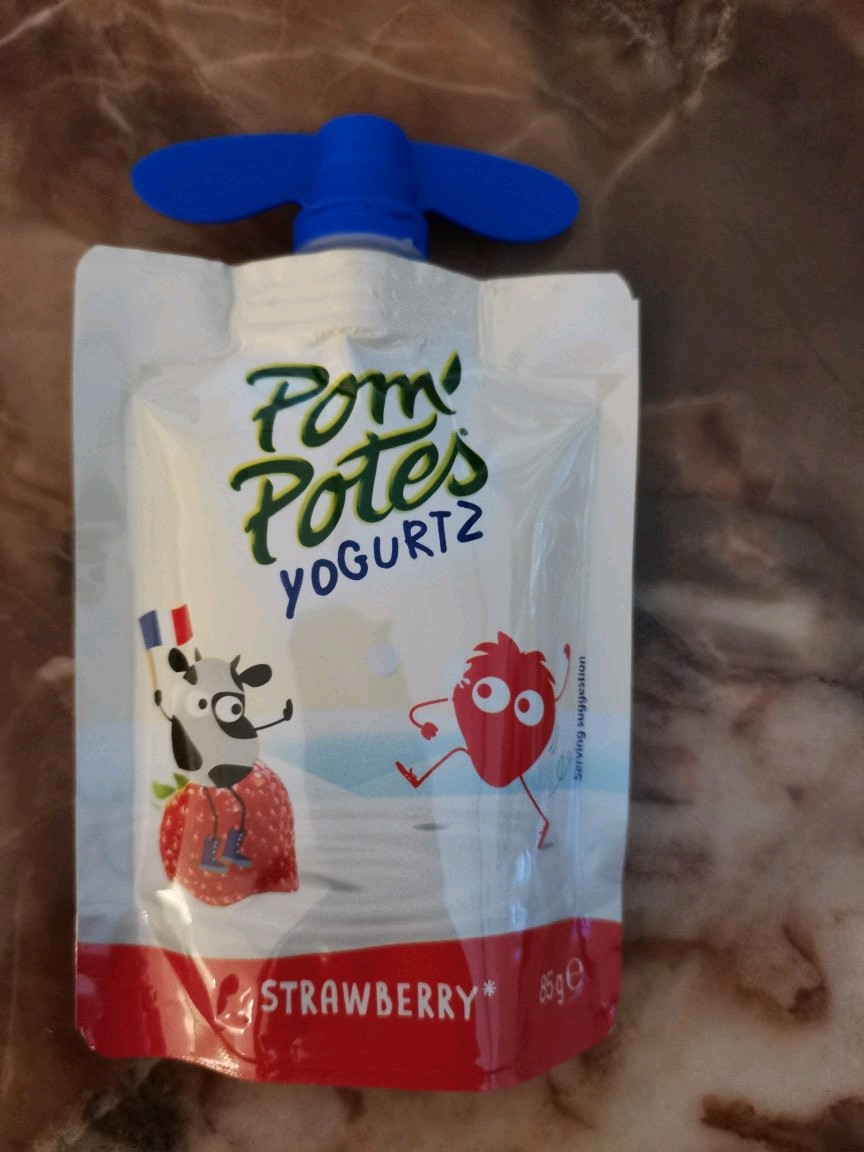 Pom'
Potes®
YOGURTZ
Serving suggestion
STRAWBERRY*
85g ℮